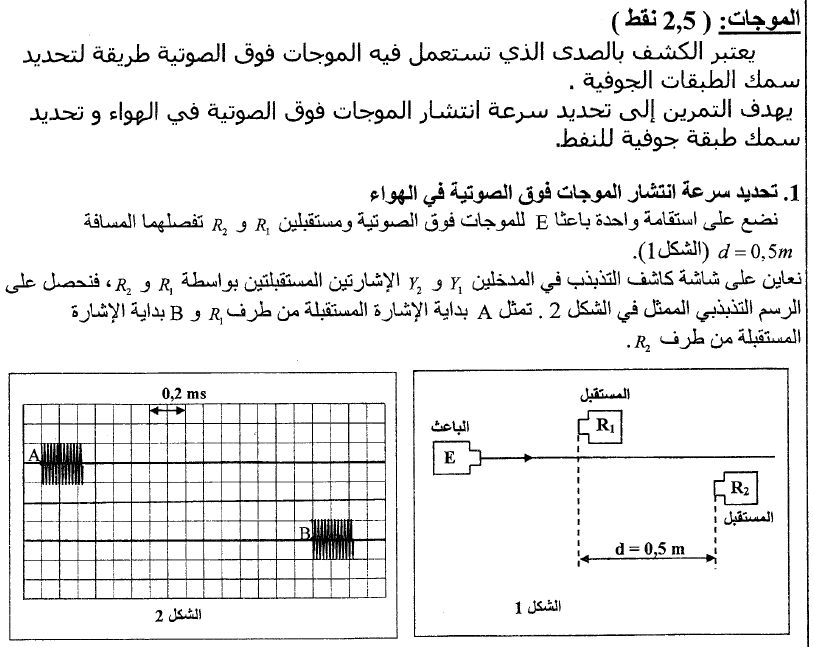 الموجات: ( 2,5 نقط )
يعتبر الكشف بالصدى الذي تستعمل فيه الموجات فوق الصوتية طريقة لتحديد
سمك الطبقات الجوفية .
يهدف التمرين إلى تحديد سرعة انتشار الموجات فوق الصوتية في الهواء و تحديد
سمك طبقة جوفية للنفط.
1. تحديد سرعة انتشار الموجات فوق الصوتية في الهواء
نضع على استقامة واحدة باعثا E للموجات فوق الصوتية ومستقبلين R₁ و R₂ تفصلهما المسافة
d = 0,5m (الشكل1).
نعاين على شاشة كاشف التذبذب في المدخلين Y₁ و Y₂ الإشارتين المستقبلتين بواسطة R₁ و R₂ ، فنحصل على
الرسم التذبذبي الممثل في الشكل 2 . تمثل A بداية الإشارة المستقبلة من طرف R₁ و B بداية الإشارة
المستقبلة من طرف R₂ .
المستقبل
R₁
الباعث
E
R₂
المستقبل
d = 0,5 m
الشكل 1
0,2 ms
A
B
الشكل 2